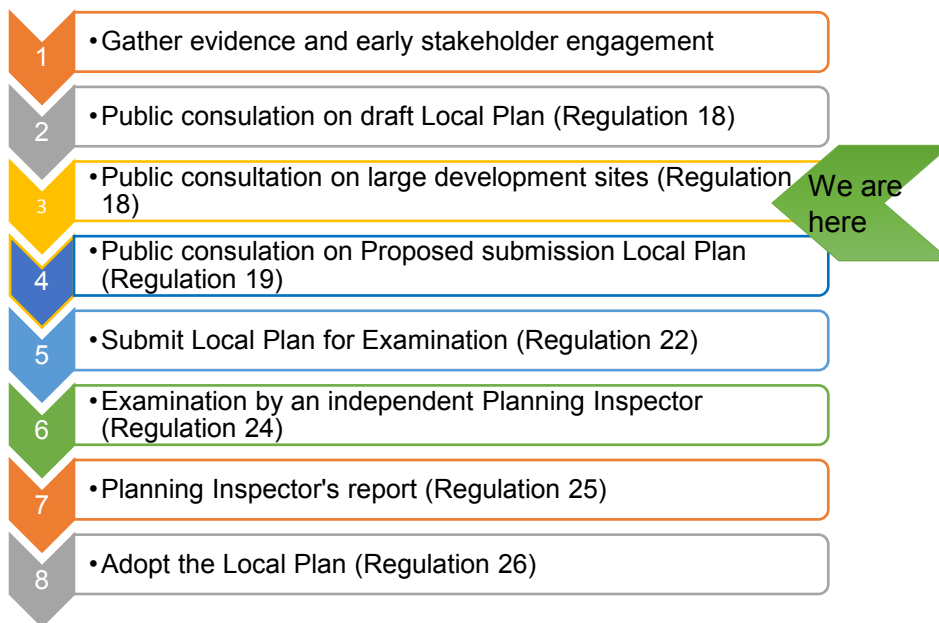 1
•Gather evidence and early stakeholder engagement
2
•Public consulation on draft Local Plan (Regulation 18)
3
•Public consultation on large development sites (Regulation
18)
We are
here
4
•Public consulation on Proposed submission Local Plan
(Regulation 19)
5
•Submit Local Plan for Examination (Regulation 22)
6
•Examination by an independent Planning Inspector
(Regulation 24)
7
•Planning Inspector's report (Regulation 25)
8
•Adopt the Local Plan (Regulation 26)